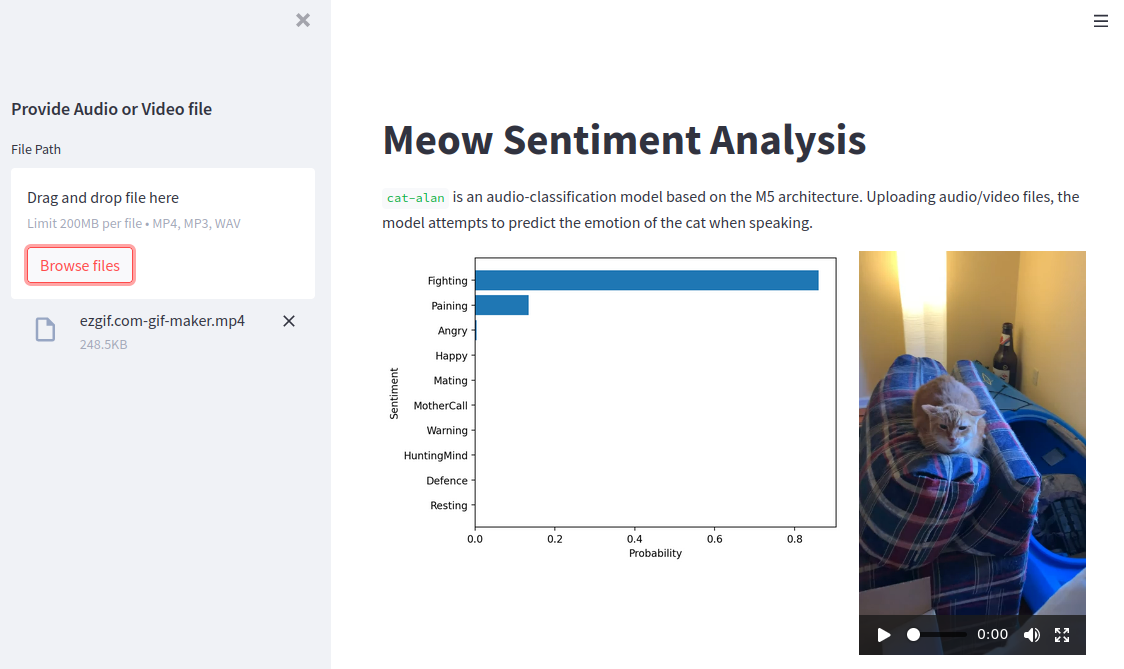 Provide Audio or Video file
File Path
Drag and drop file here
Limit 200MB per file • MP4, MP3, WAV
Browse files
ezgif.com-gif-maker.mp4
248.5KB
Meow Sentiment Analysis
cat-alan is an audio-classification model based on the M5 architecture. Uploading audio/video files, the
model attempts to predict the emotion of the cat when speaking.
Sentiment
Fighting
Paining
Angry
Happy
Mating
MotherCall
Warning
HuntingMind
Defence
Resting
0.0 0.2 0.4 0.6 0.8
Probability
0:00